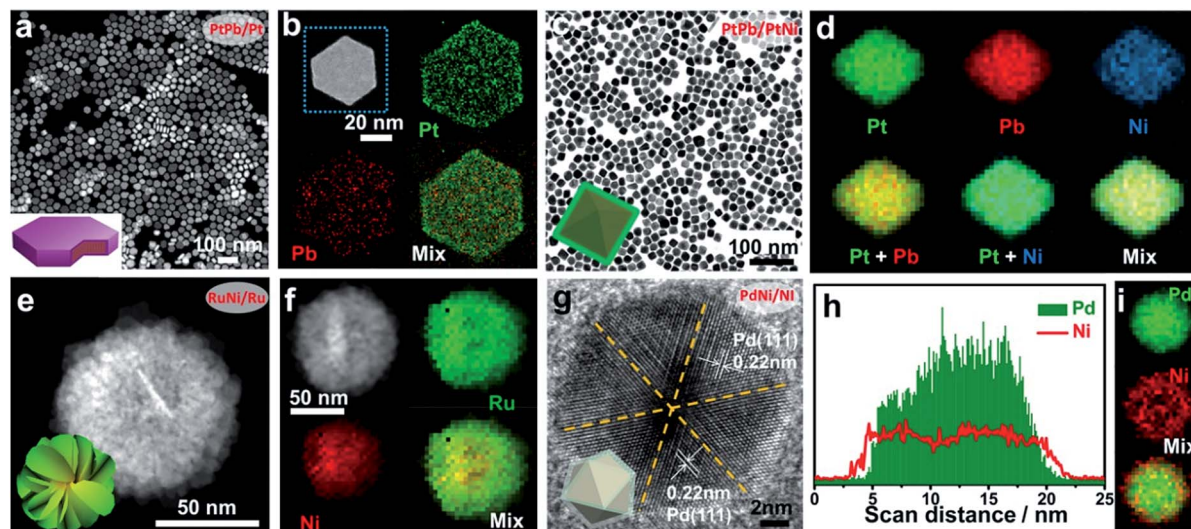 a
PtPb/Pt
100 nm
b
20 nm
Pt
Pb
Mix
c
PtPb/PtNi
100 nm
d
Pt
Pb
Ni
Pt + Pb
Pt + Ni
Mix
e
RuNi/Ru
50 nm
f
50 nm
Ru
Ni
Mix
g
PdNi/NI
Pd(111)
0.22nm
0.22nm
Pd(111)
2nm
h
Pd
Ni
0 5 10 15 20 25
Scan distance / nm
i
Pd
Ni
Mix